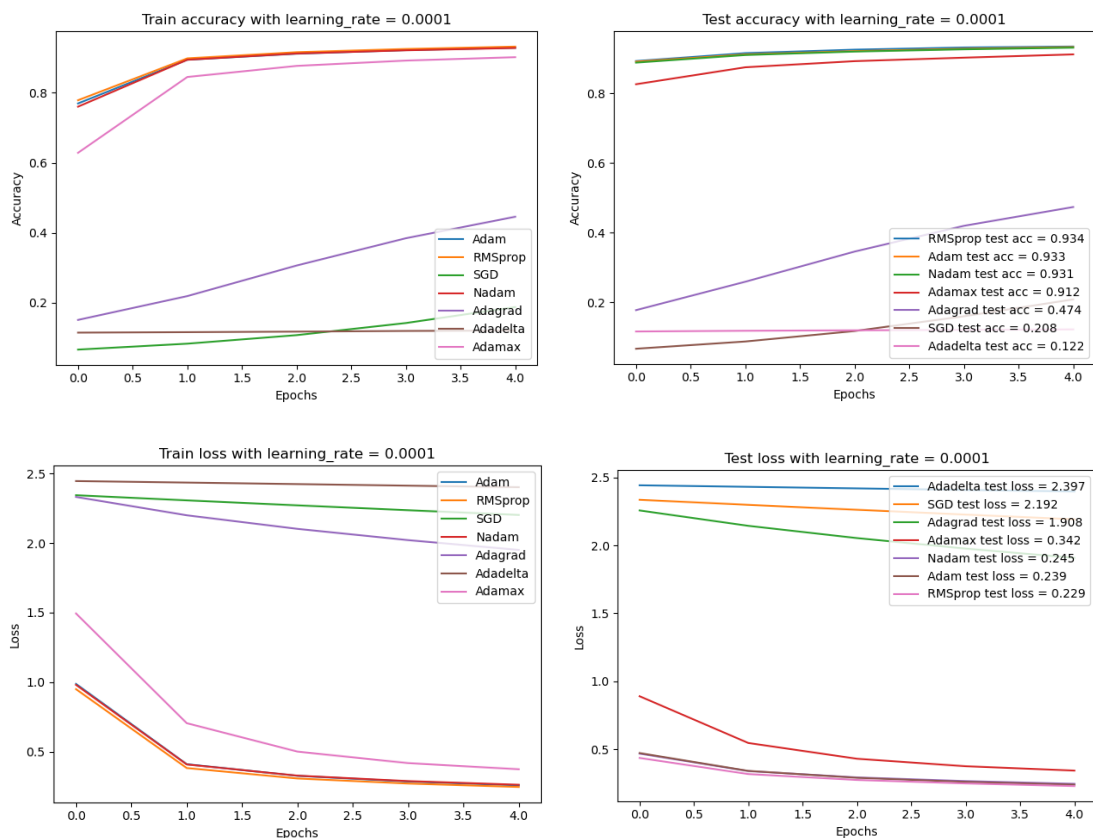 Train accuracy with learning_rate = 0.0001
Accuracy
0.8
0.6
0.4
0.2
Adam
RMSprop
SGD
Nadam
Adagrad
Adadelta
Adamax
0.0 0.5 1.0 1.5 2.0 2.5 3.0 3.5 4.0
Epochs
Test accuracy with learning_rate = 0.0001
Accuracy
0.8
0.6
0.4
0.2
RMSprop test acc = 0.934
Adam test acc = 0.933
Nadam test acc = 0.931
Adamax test acc = 0.912
Adagrad test acc = 0.474
SGD test acc = 0.208
Adadelta test acc = 0.122
0.0 0.5 1.0 1.5 2.0 2.5 3.0 3.5 4.0
Epochs
Train loss with learning_rate = 0.0001
Loss
2.5
2.0
1.5
1.0
0.5
Adam
RMSprop
SGD
Nadam
Adagrad
Adadelta
Adamax
0.0 0.5 1.0 1.5 2.0 2.5 3.0 3.5 4.0
Epochs
Test loss with learning_rate = 0.0001
Loss
2.5
2.0
1.5
1.0
0.5
Adadelta test loss = 2.397
SGD test loss = 2.192
Adagrad test loss = 1.908
Adamax test loss = 0.342
Nadam test loss = 0.245
Adam test loss = 0.239
RMSprop test loss = 0.229
0.0 0.5 1.0 1.5 2.0 2.5 3.0 3.5 4.0
Epochs